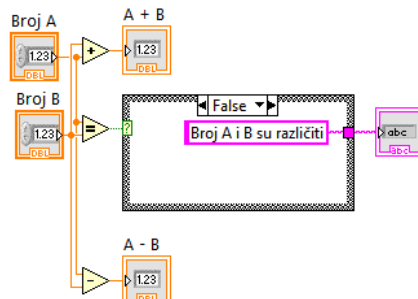 Broj A
A + B
1.23
DBL
+
1.23
DBL
Broj B
1.23
DBL
=
?
False
Broj A i B su različiti
abc
abc
A - B
-
1.23
DBL